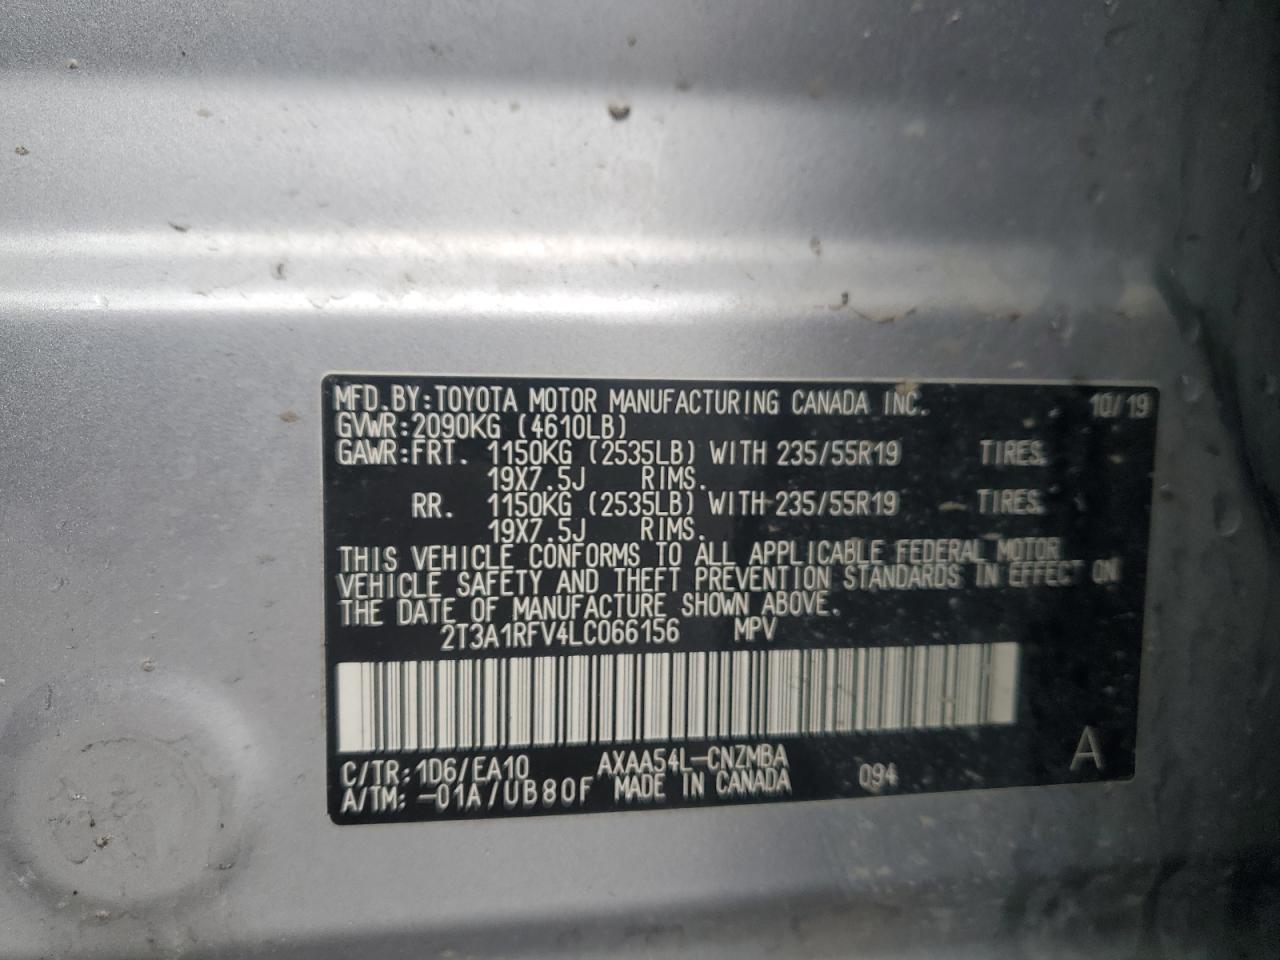 MFD.BY:TOYOTA MOTOR MANUFACTURING CANADA INC. 10/19
GVWR:2090KG (4610LB)
GAWR:FRT. 1150KG (2535LB) WITH 235/55R19 TIRES.
19X7.5J RIMS.
RR. 1150KG (2535LB) WITH 235/55R19 TIRES.
19X7.5J RIMS.
THIS VEHICLE CONFORMS TO ALL APPLICABLE FEDERAL MOTOR
VEHICLE SAFETY AND THEFT PREVENTION STANDARDS IN EFFECT ON
THE DATE OF MANUFACTURE SHOWN ABOVE.
2T3A1RFV4LC066156 MPV
C/TR:1D6/EA10 AXAA54L-CNZMBA
A/TM: -01A/UB80F MADE IN CANADA 094 A